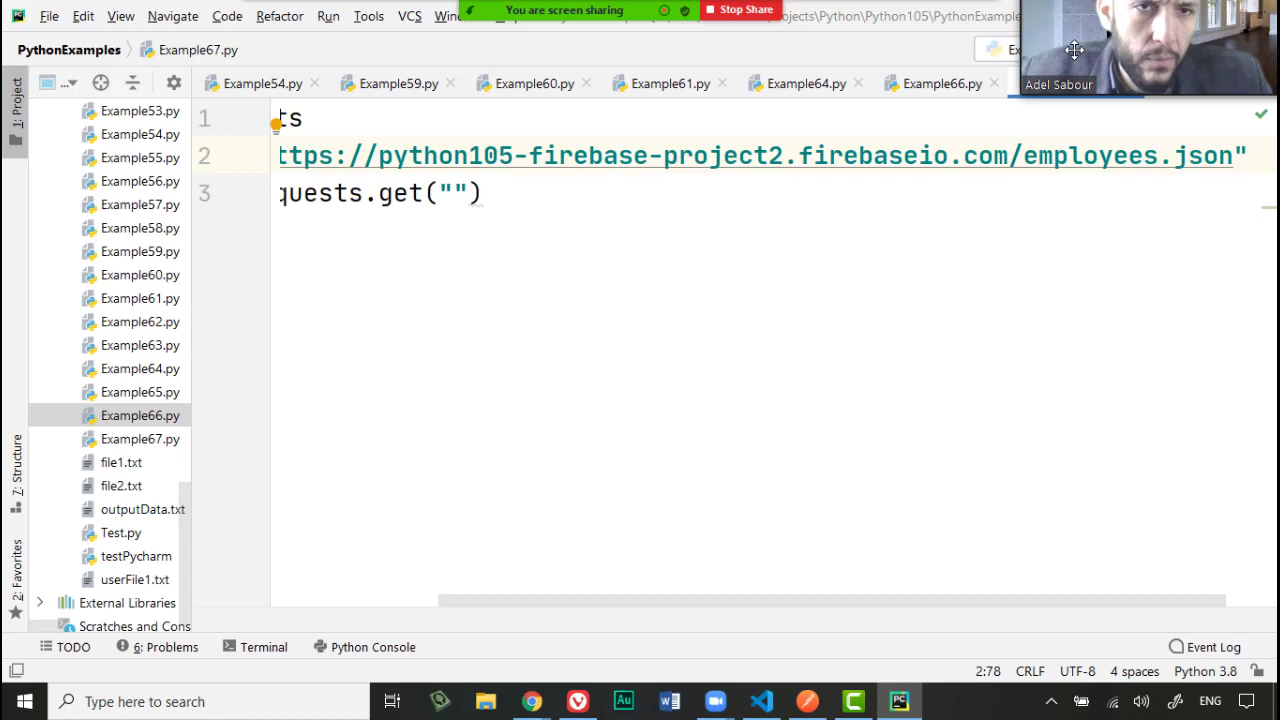 File Edit View Navigate Code Refactor Run Tools VCS
You are screen sharing
Stop Share
PythonExamples Example67.py
Adel Sabour
Example54.py Example59.py Example60.py Example61.py Example64.py Example66.py
1: Project
Example53.py
Example54.py
Example55.py
Example56.py
Example57.py
Example58.py
Example59.py
Example60.py
Example61.py
Example62.py
Example63.py
Example64.py
Example65.py
Example66.py
Example67.py
file1.txt
file2.txt
outputData.txt
Test.py
testPycharm
userFile1.txt
External Libraries
Scratches and Cons
7: Structure
2: Favorites
1 ts
2 ttps://python105-firebase-project2.firebaseio.com/employees.json"
3 quests.get("")
TODO 6: Problems Terminal Python Console Event Log
2:78 CRLF UTF-8 4 spaces Python 3.8
Type here to search
ENG